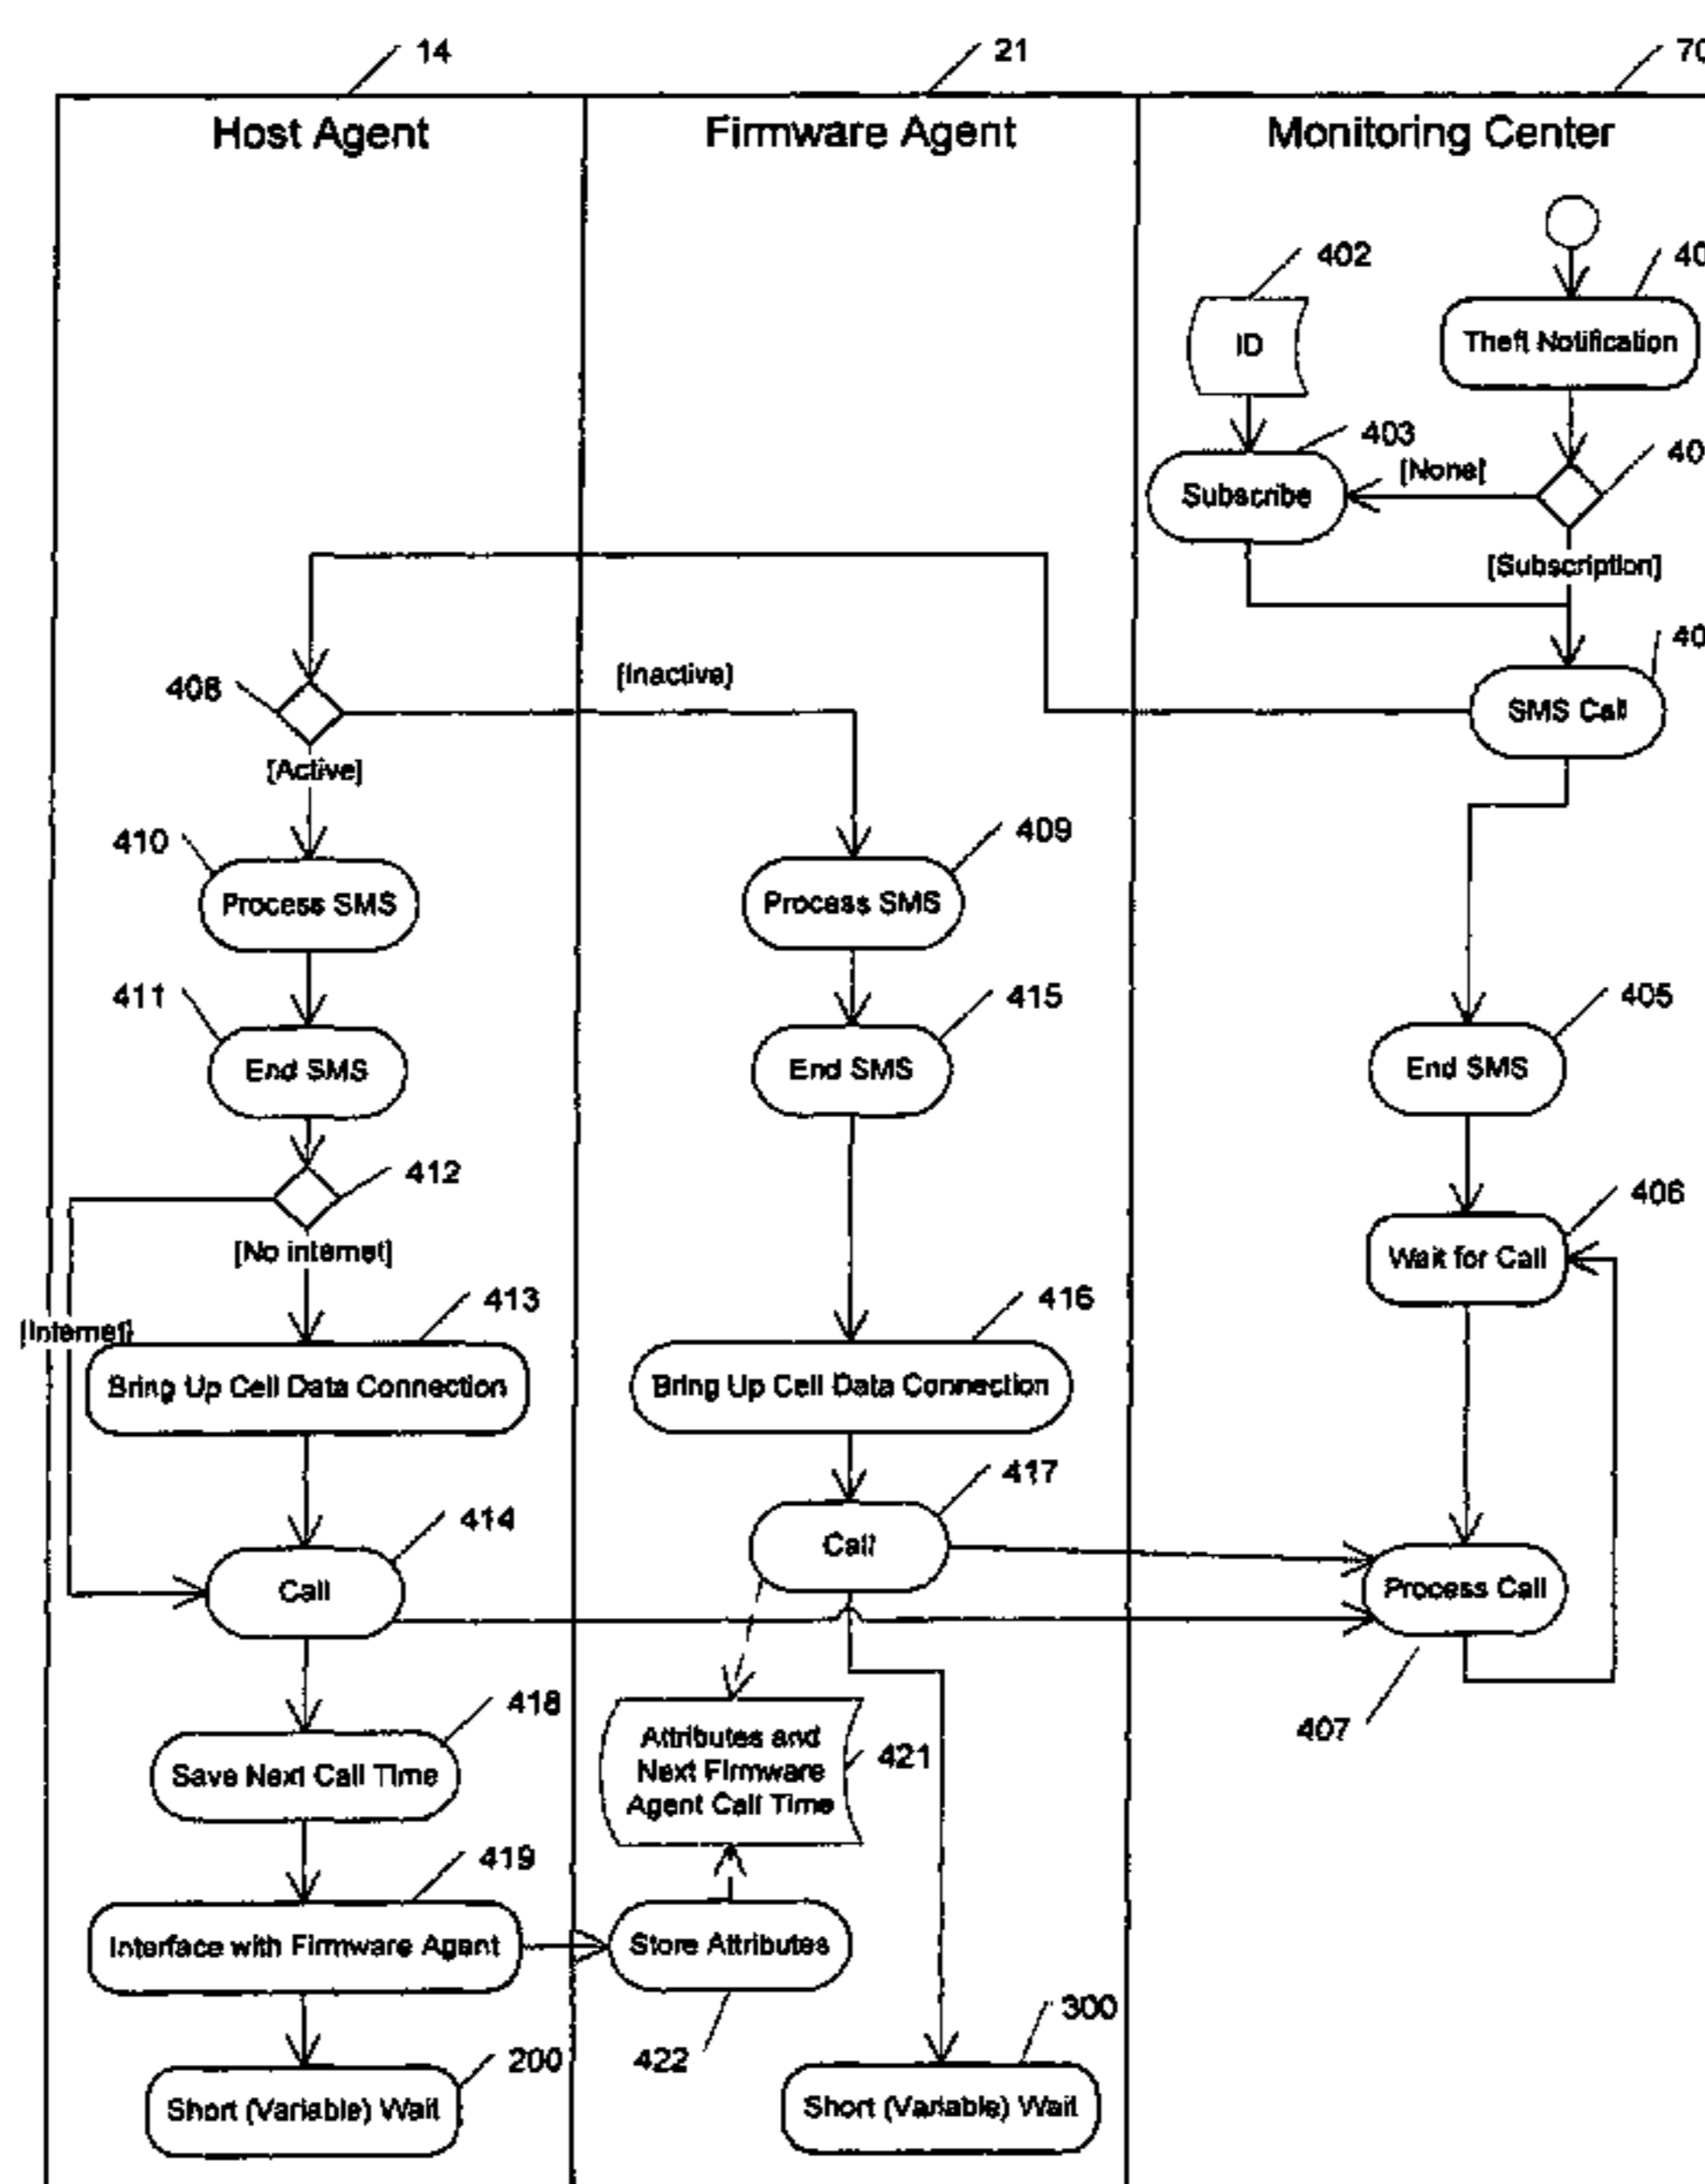 14
21
70
Host Agent
Firmware Agent
Monitoring Center
402
ID
Theft Notification
403
Subscribe
[None]
[Subscription]
408
[Inactive]
SMS Call
[Active]
410
Process SMS
409
Process SMS
411
End SMS
415
End SMS
405
End SMS
412
406
Wait for Call
[No internet]
[Internet]
413
Bring Up Cell Data Connection
416
Bring Up Cell Data Connection
417
Call
414
Call
Process Call
407
418
Save Next Call Time
Attributes and
Next Firmware
Agent Call Time
421
419
Interface with Firmware Agent
Store Attributes
422
200
Short (Variable) Wait
300
Short (Variable) Wait